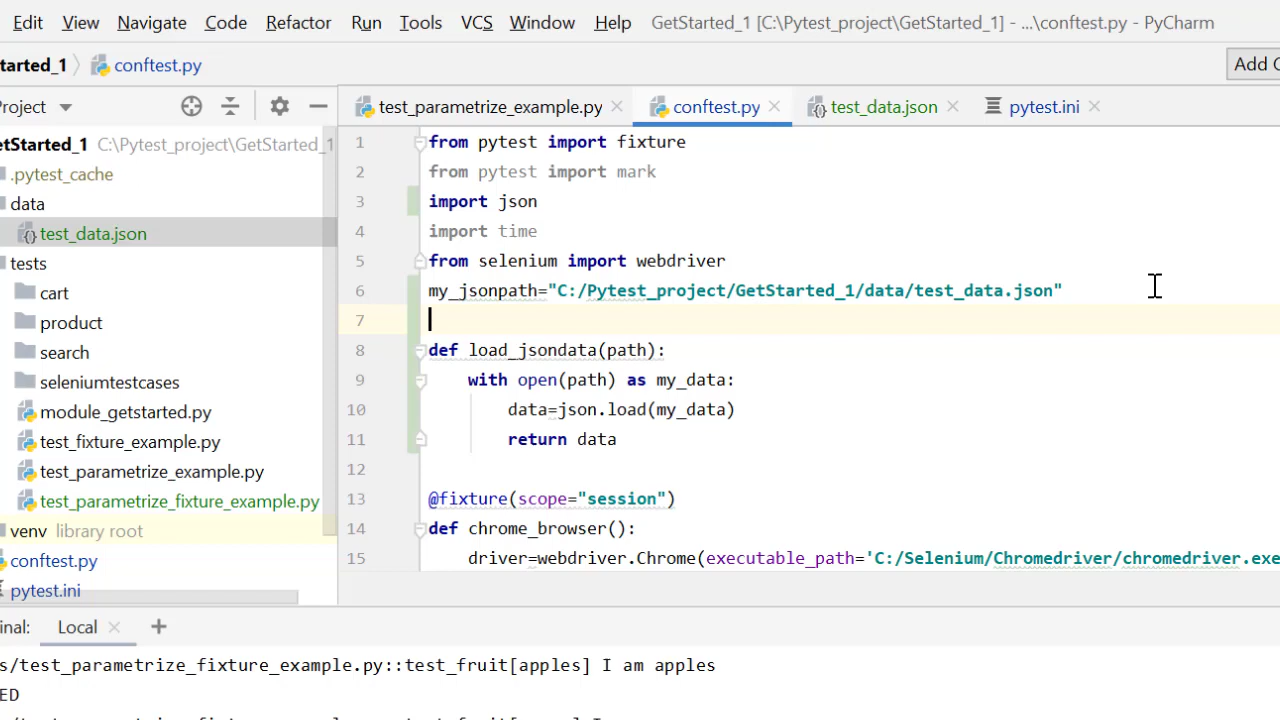 Edit View Navigate Code Refactor Run Tools VCS Window Help GetStarted_1 [C:\Pytest_project\GetStarted_1] - ...\conftest.py - PyCharm
tarted_1 conftest.py Add C
Project
test_parametrize_example.py conftest.py test_data.json pytest.ini
etStarted_1 C:\Pytest_project\GetStarted_1
.pytest_cache
data
test_data.json
tests
cart
product
search
seleniumtestcases
module_getstarted.py
test_fixture_example.py
test_parametrize_example.py
test_parametrize_fixture_example.py
venv library root
conftest.py
pytest.ini
1 from pytest import fixture
2 from pytest import mark
3 import json
4 import time
5 from selenium import webdriver
6 my_jsonpath="C:/Pytest_project/GetStarted_1/data/test_data.json"
7
8 def load_jsondata(path):
9 with open(path) as my_data:
10 data=json.load(my_data)
11 return data
12
13 @fixture(scope="session")
14 def chrome_browser():
15 driver=webdriver.Chrome(executable_path='C:/Selenium/Chromedriver/chromedriver.exe
inal: Local +
s/test_parametrize_fixture_example.py::test_fruit[apples] I am apples
ED